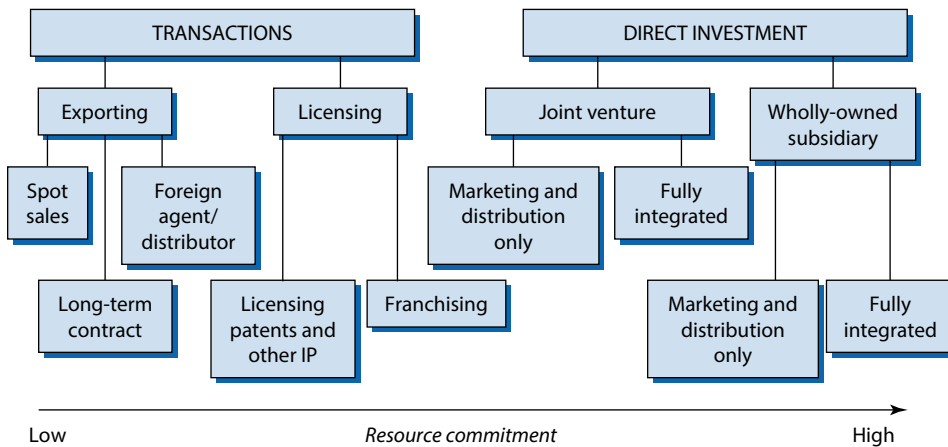 TRANSACTIONS
DIRECT INVESTMENT
Exporting
Licensing
Joint venture
Wholly-owned
subsidiary
Spot
sales
Foreign
agent/
distributor
Marketing and
distribution
only
Fully
integrated
Long-term
contract
Licensing
patents and
other IP
Franchising
Marketing and
distribution
only
Fully
integrated
Low
Resource commitment
High